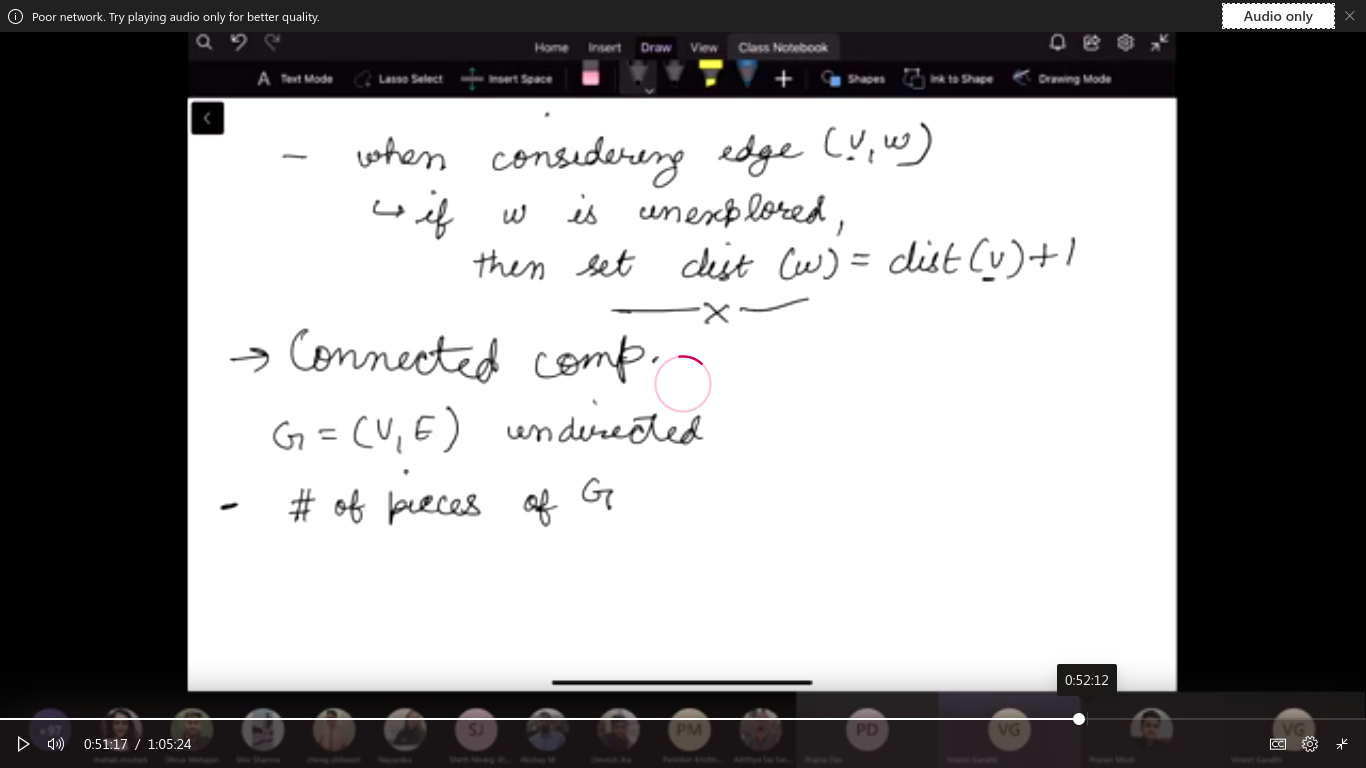 Poor network. Try playing audio only for better quality.
Audio only
Home Insert Draw View Class Notebook
Text Mode Lasso Select Insert Space Shapes Ink to Shape Drawing Mode
- when considering edge (v, w)
↳ if w is unexplored,
then set dist (w) = dist(v)+1
x
→ Connected comp.
G = (V, E) undirected
- # of pieces of G
0:52:12
+37 SJ PM PD VG VG
0:51:17 / 1:05:24
CC